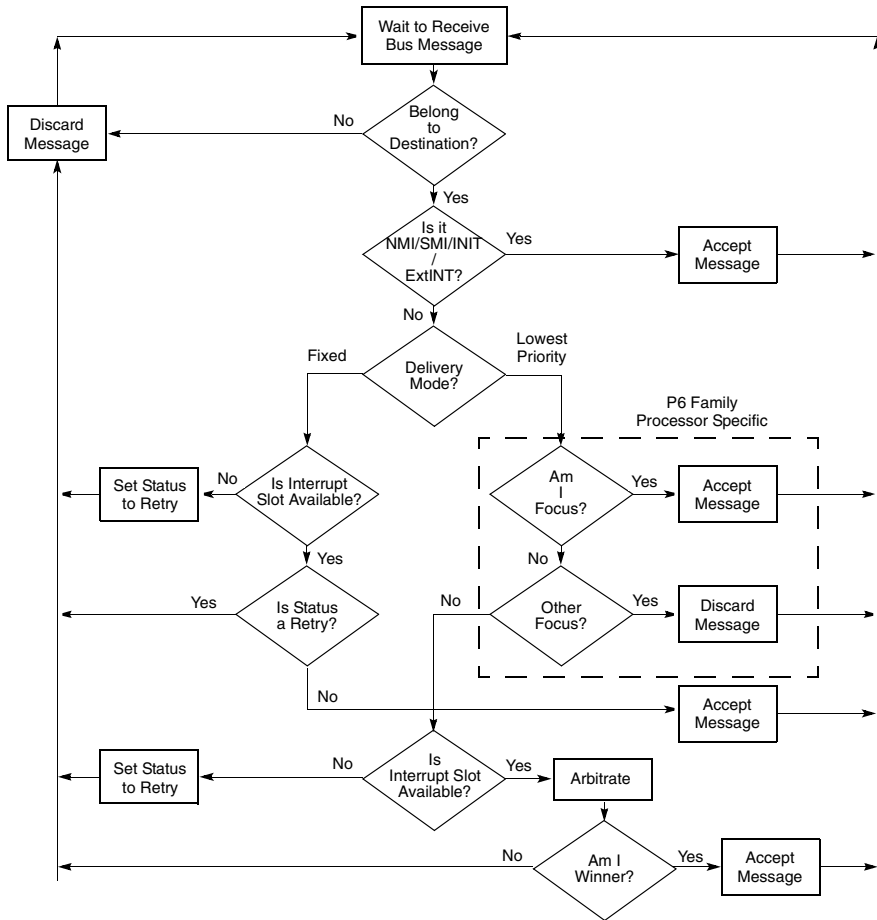 Wait to Receive
Bus Message
Belong
to
Destination?
No
Discard
Message
Yes
Is it
NMI/SMI/INIT
/
ExtINT?
Yes
Accept
Message
No
Delivery
Mode?
Fixed
Lowest
Priority
P6 Family
Processor Specific
Is Interrupt
Slot Available?
No
Set Status
to Retry
Am
I
Focus?
Yes
Accept
Message
Yes
No
Is Status
a Retry?
Yes
No
Other
Focus?
Yes
Discard
Message
No
Accept
Message
Is
Interrupt Slot
Available?
No
Set Status
to Retry
Yes
Arbitrate
Am I
Winner?
No
Yes
Accept
Message